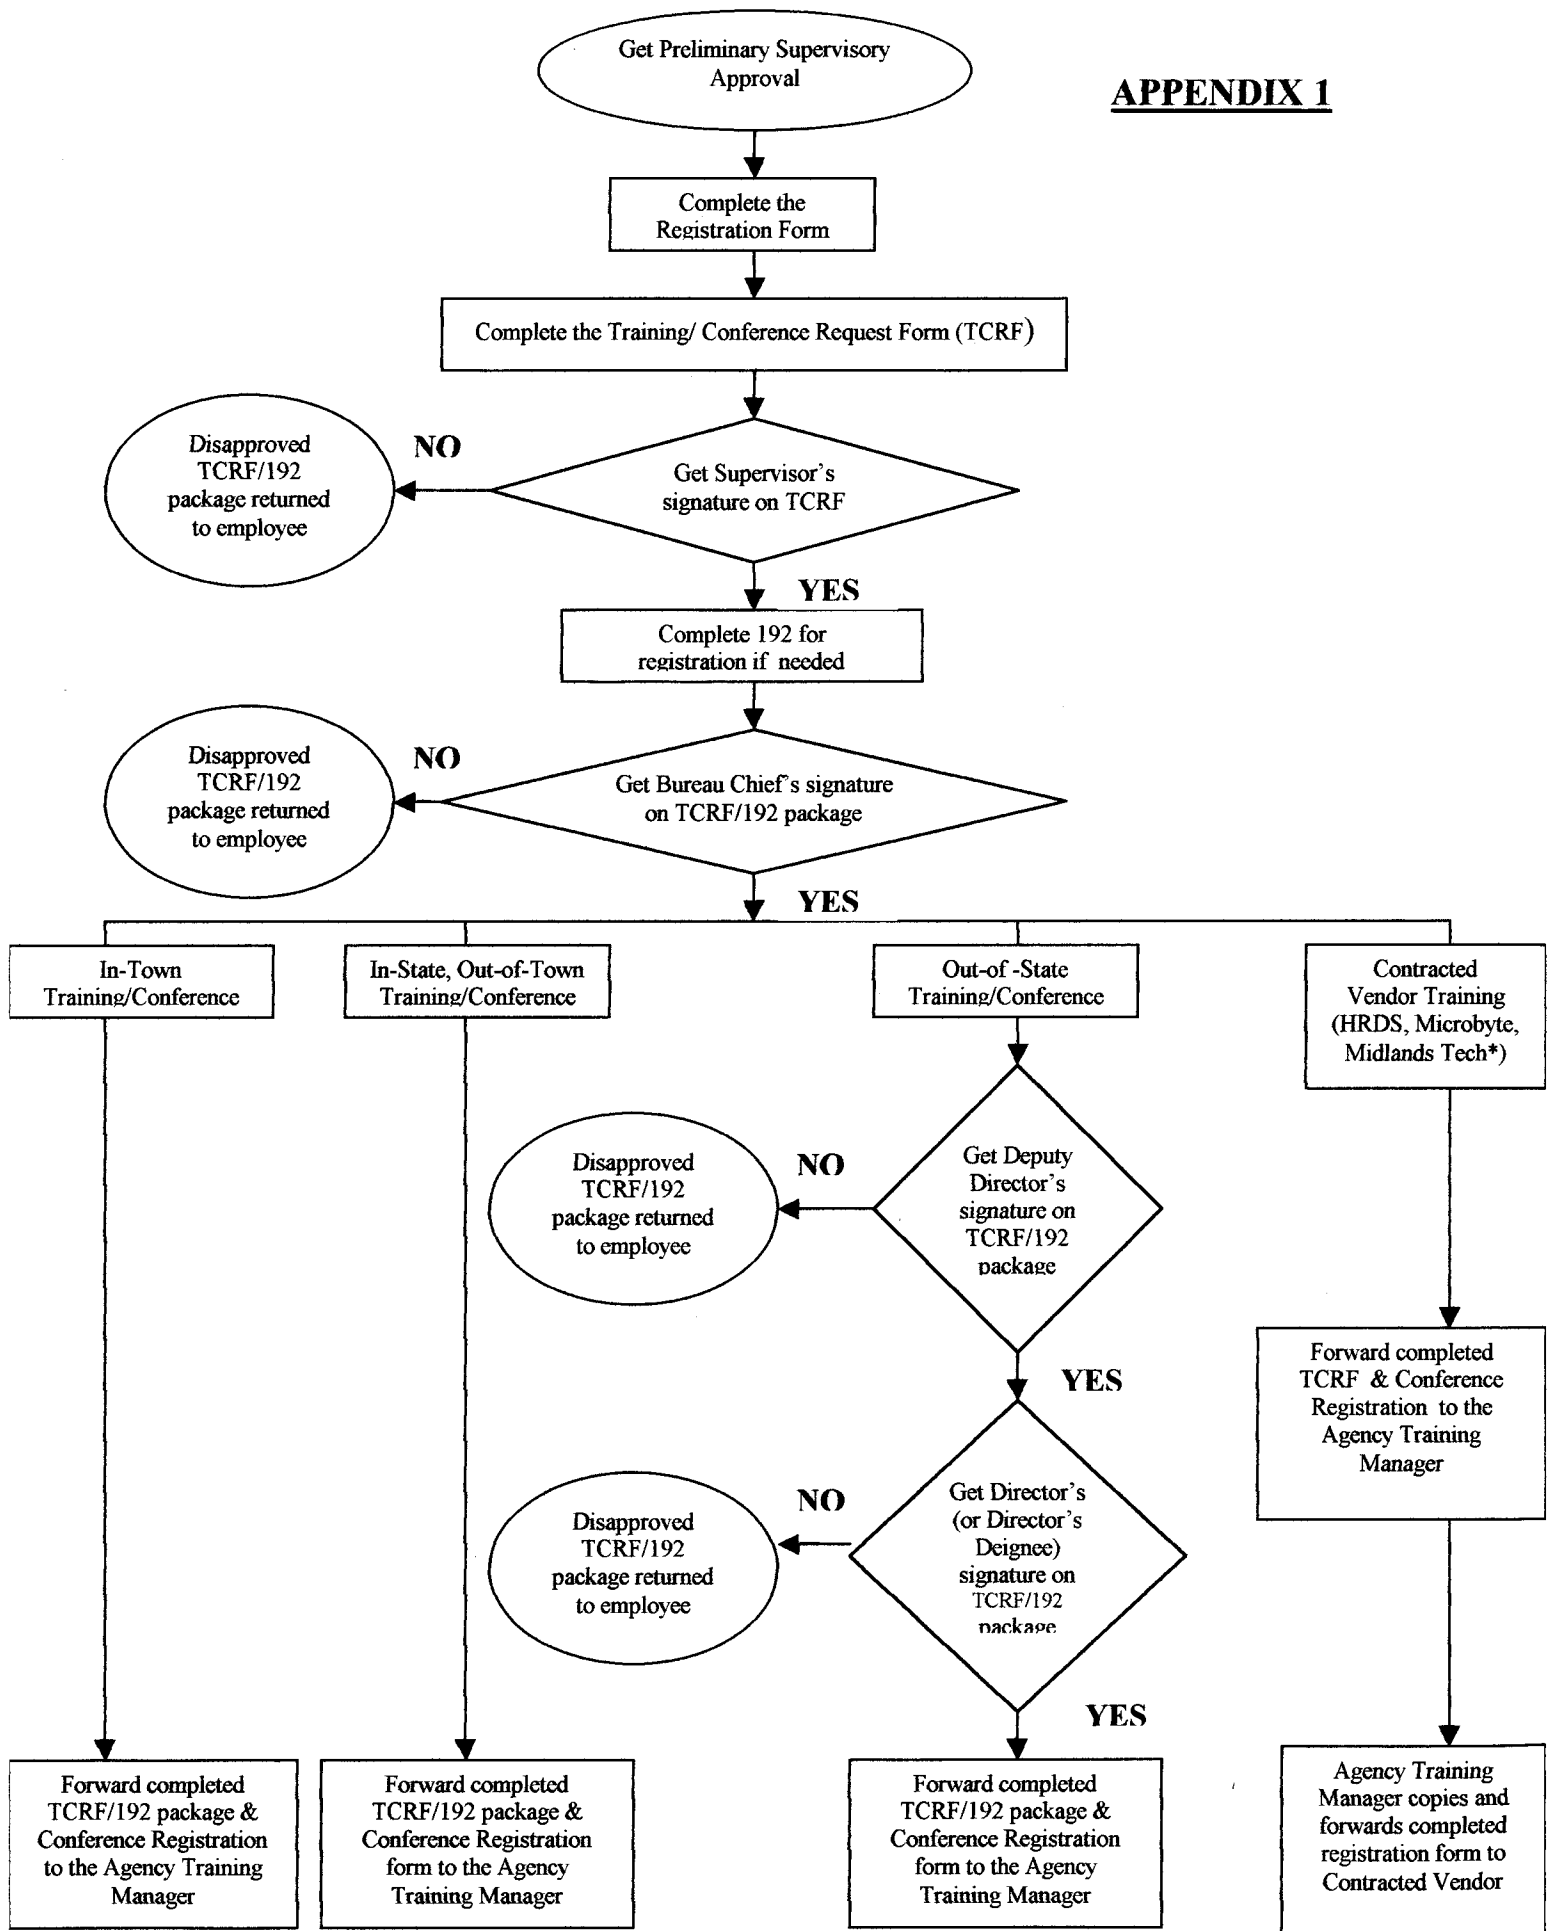 Get Preliminary Supervisory
Approval
APPENDIX 1
Complete the
Registration Form
Complete the Training/ Conference Request Form (TCRF)
Disapproved
TCRF/192
package returned
to employee
NO
Get Supervisor's
signature on TCRF
YES
Complete 192 for
registration if needed
Disapproved
TCRF/192
package returned
to employee
NO
Get Bureau Chief's signature
on TCRF/192 package
YES
In-Town
Training/Conference
In-State, Out-of-Town
Training/Conference
Out-of -State
Training/Conference
Contracted
Vendor Training
(HRDS, Microbyte,
Midlands Tech*)
Disapproved
TCRF/192
package returned
to employee
NO
Get Deputy
Director's
signature on
TCRF/192
package
YES
Forward completed
TCRF & Conference
Registration to the
Agency Training
Manager
Disapproved
TCRF/192
package returned
to employee
NO
Get Director's
(or Director's
Deignee)
signature on
TCRF/192
package
YES
Forward completed
TCRF/192 package &
Conference Registration
to the Agency Training
Manager
Forward completed
TCRF/192 package &
Conference Registration
form to the Agency
Training Manager
Forward completed
TCRF/192 package &
Conference Registration
form to the Agency
Training Manager
Agency Training
Manager copies and
forwards completed
registration form to
Contracted Vendor